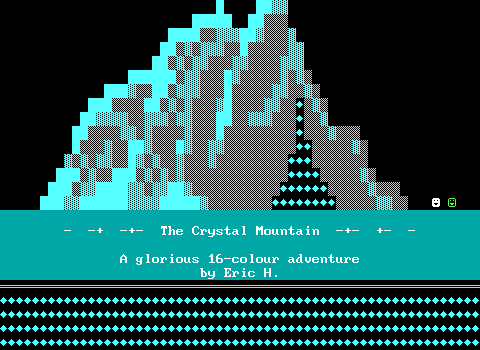 -  -+  -+-  The Crystal Mountain  -+-  +-  -
A glorious 16-colour adventure
by Eric H.